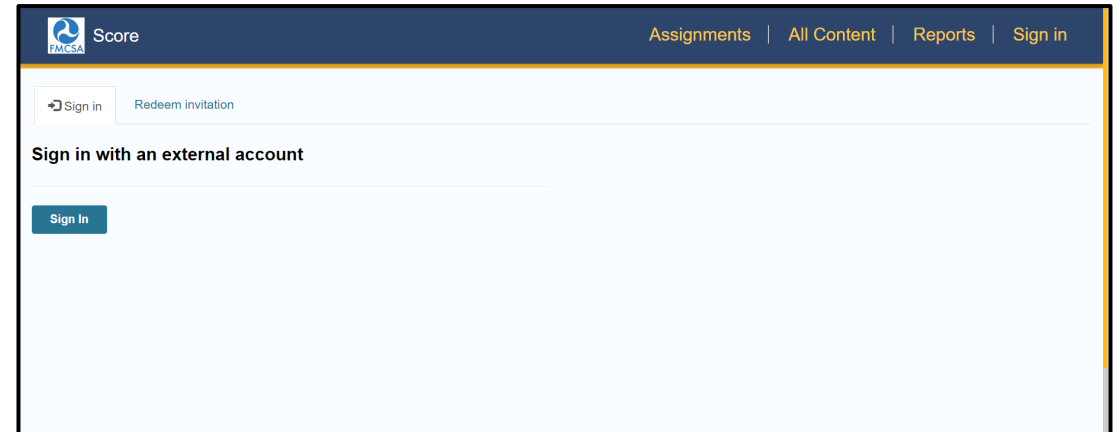 FMCSA Score Assignments | All Content | Reports | Sign in
Sign in Redeem invitation
Sign in with an external account
Sign In